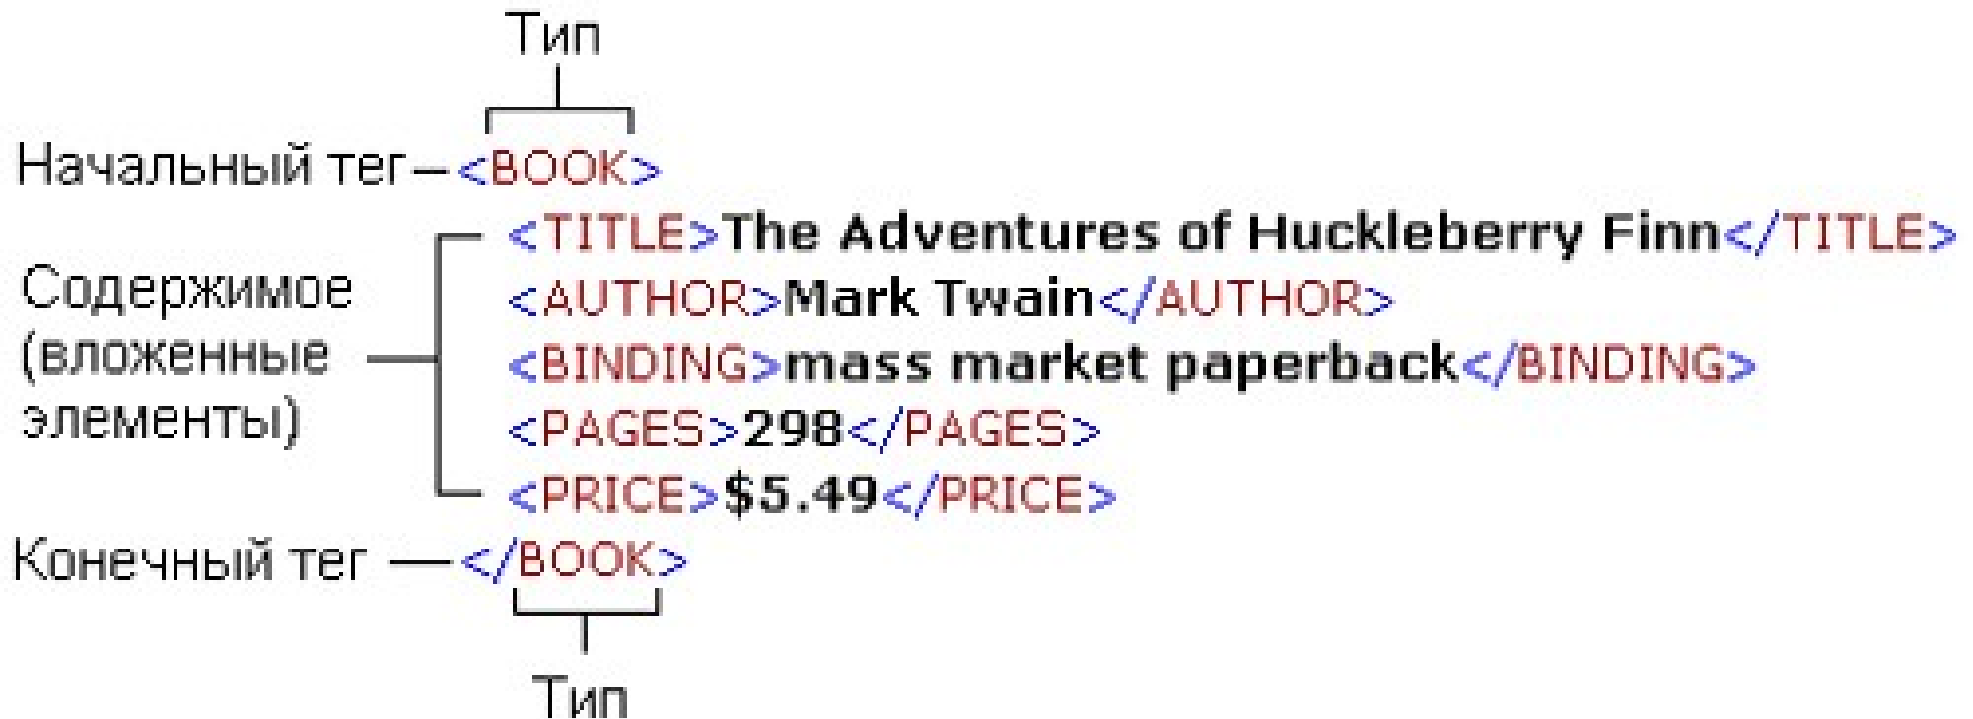 Тип
Начальный тег <BOOK>
<TITLE>The Adventures of Huckleberry Finn</TITLE>
Содержимое
(вложенные
элементы)
<AUTHOR>Mark Twain</AUTHOR>
<BINDING>mass market paperback</BINDING>
<PAGES>298</PAGES>
<PRICE>$5.49</PRICE>
Конечный тег </BOOK>
Тип